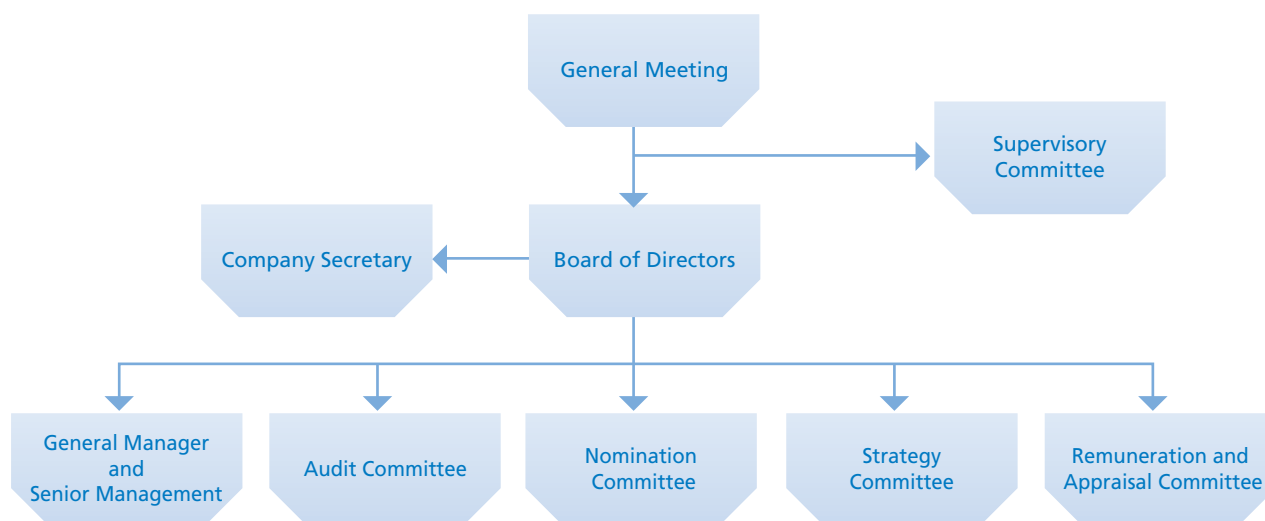 General Meeting
Supervisory
Committee
Company Secretary
Board of Directors
General Manager
and
Senior Management
Audit Committee
Nomination
Committee
Strategy
Committee
Remuneration and
Appraisal Committee